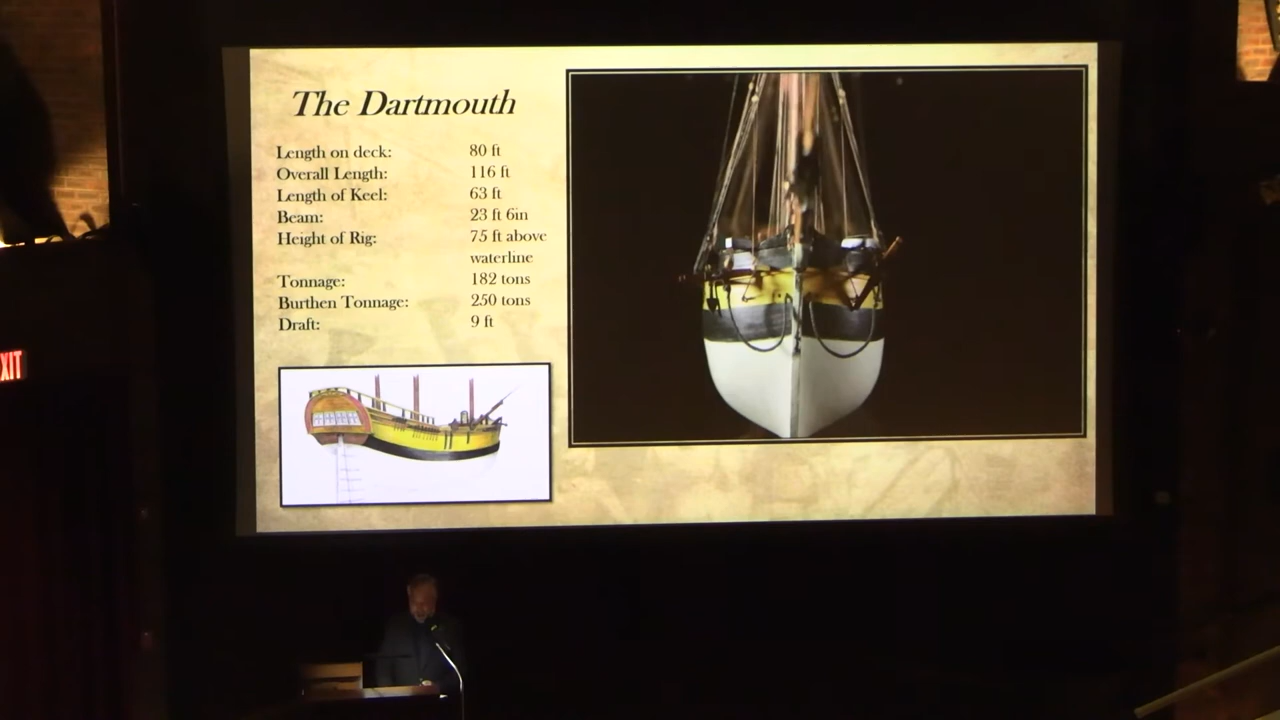 The Dartmouth
Length on deck: 80 ft
Overall Length: 116 ft
Length of Keel: 63 ft
Beam: 23 ft 6in
Height of Rig: 75 ft above
waterline
Tonnage: 182 tons
Burthen Tonnage: 250 tons
Draft: 9 ft
XIT